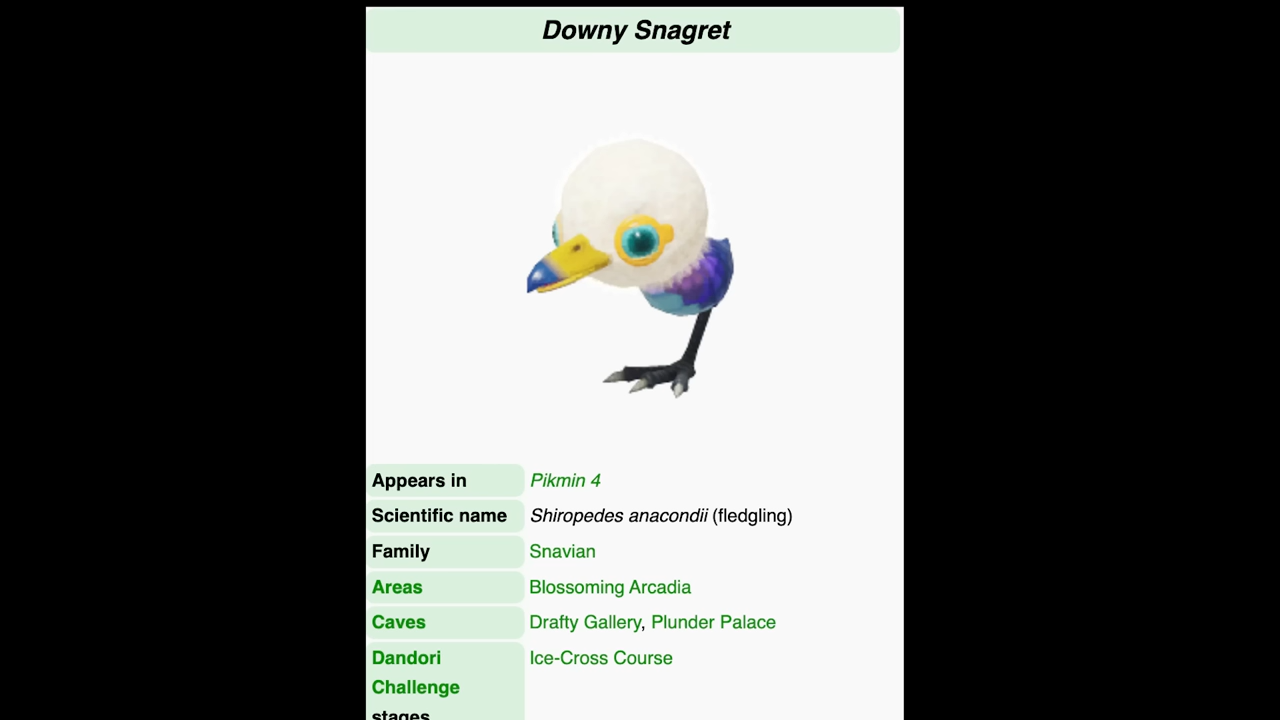 Downy Snagret
Appears in Pikmin 4
Scientific name Shiropedes anacondii (fledgling)
Family Snavian
Areas Blossoming Arcadia
Caves Drafty Gallery, Plunder Palace
Dandori Ice-Cross Course
Challenge
stages